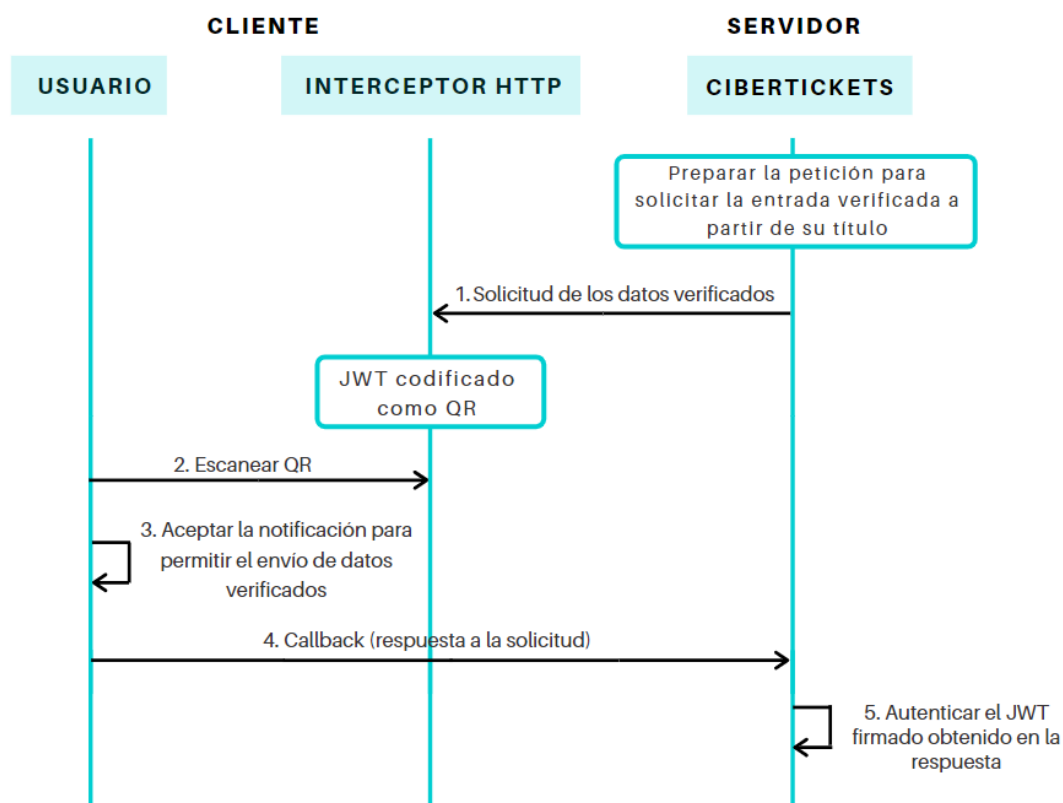 CLIENTE
SERVIDOR
USUARIO
INTERCEPTOR HTTP
CIBERTICKETS
Preparar la petición para
solicitar la entrada verificada a
partir de su título
1. Solicitud de los datos verificados
JWT codificado
como QR
2. Escanear QR
3. Aceptar la notificación para
permitir el envío de datos
verificados
4. Callback (respuesta a la solicitud)
5. Autenticar el JWT
firmado obtenido en la
respuesta